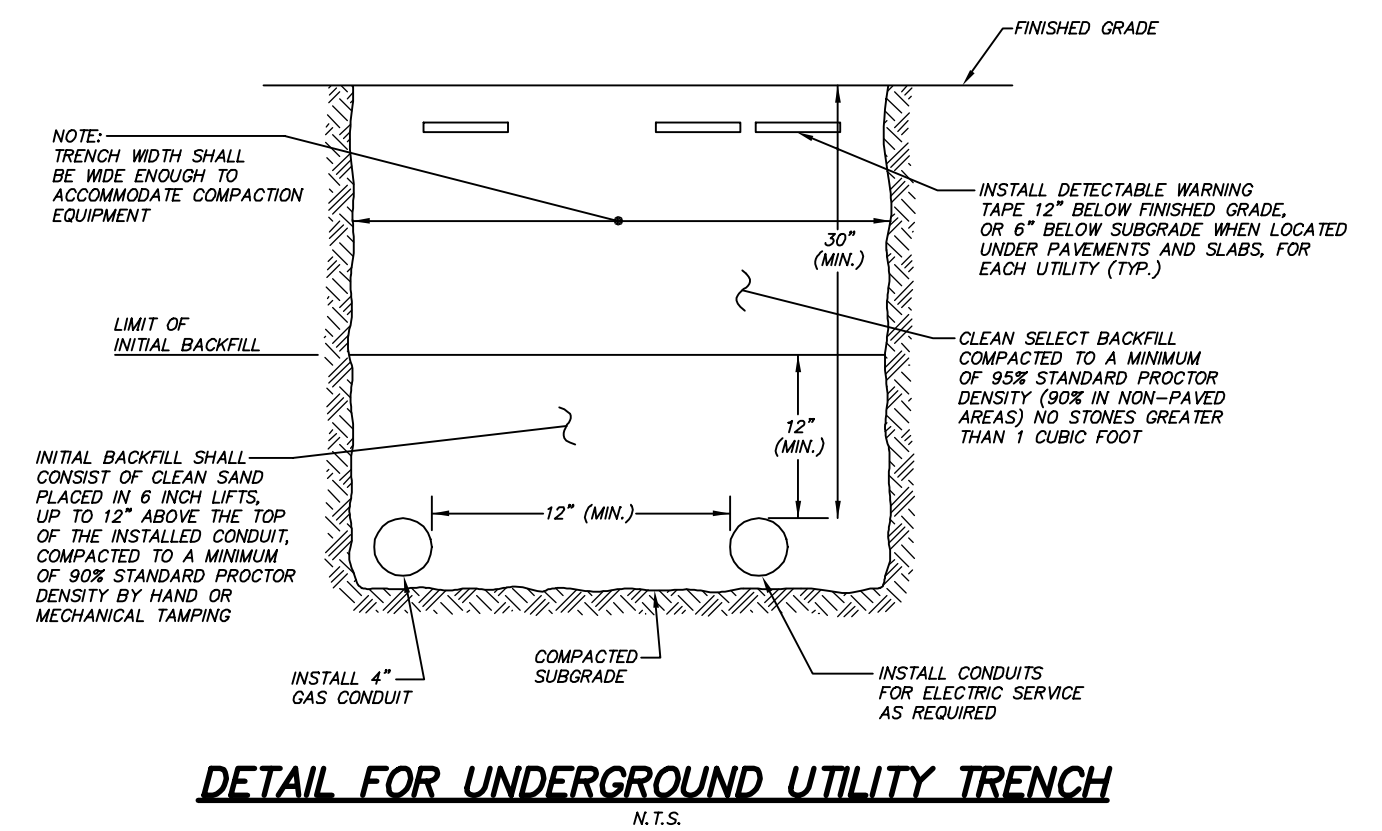 FINISHED GRADE
NOTE:
TRENCH WIDTH SHALL
BE WIDE ENOUGH TO
ACCOMMODATE COMPACTION
EQUIPMENT
INSTALL DETECTABLE WARNING
TAPE 12" BELOW FINISHED GRADE,
OR 6" BELOW SUBGRADE WHEN LOCATED
UNDER PAVEMENTS AND SLABS, FOR
EACH UTILITY (TYP.)
30"
(MIN.)
LIMIT OF
INITIAL BACKFILL
CLEAN SELECT BACKFILL
COMPACTED TO A MINIMUM
OF 95% STANDARD PROCTOR
DENSITY (90% IN NON-PAVED
AREAS) NO STONES GREATER
THAN 1 CUBIC FOOT
12"
(MIN.)
INITIAL BACKFILL SHALL
CONSIST OF CLEAN SAND
PLACED IN 6 INCH LIFTS,
UP TO 12" ABOVE THE TOP
OF THE INSTALLED CONDUIT,
COMPACTED TO A MINIMUM
OF 90% STANDARD PROCTOR
DENSITY BY HAND OR
MECHANICAL TAMPING
12" (MIN.)
INSTALL 4"
GAS CONDUIT
COMPACTED
SUBGRADE
INSTALL CONDUITS
FOR ELECTRIC SERVICE
AS REQUIRED
DETAIL FOR UNDERGROUND UTILITY TRENCH
N.T.S.